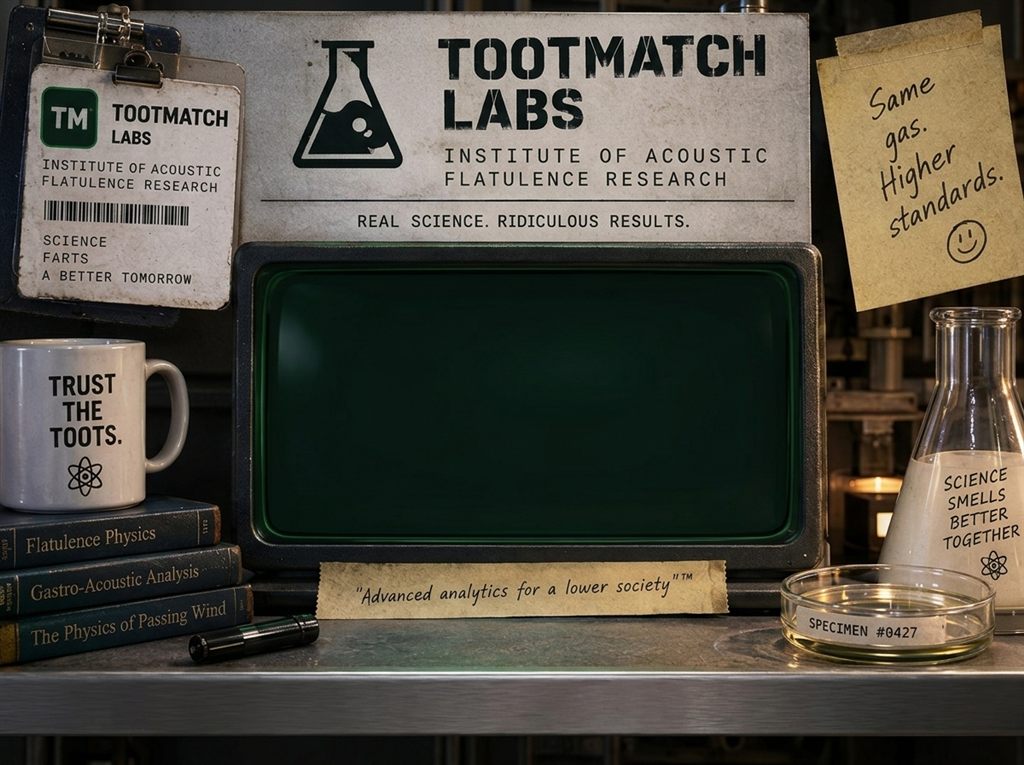 TM
TOOTMATCH
LABS
INSTITUTE OF ACOUSTIC
FLATULENCE RESEARCH
SCIENCE
FARTS
A BETTER TOMORROW
TOOTMATCH
LABS
INSTITUTE OF ACOUSTIC
FLATULENCE RESEARCH
REAL SCIENCE. RIDICULOUS RESULTS.
Same
gas.
Higher
standards.
TRUST
THE
TOOTS.
Flatulence Physics
Gastro-Acoustic Analysis
The Physics of Passing Wind
"Advanced analytics for a lower society"™
SCIENCE
SMELLS
BETTER
TOGETHER
SPECIMEN #0427